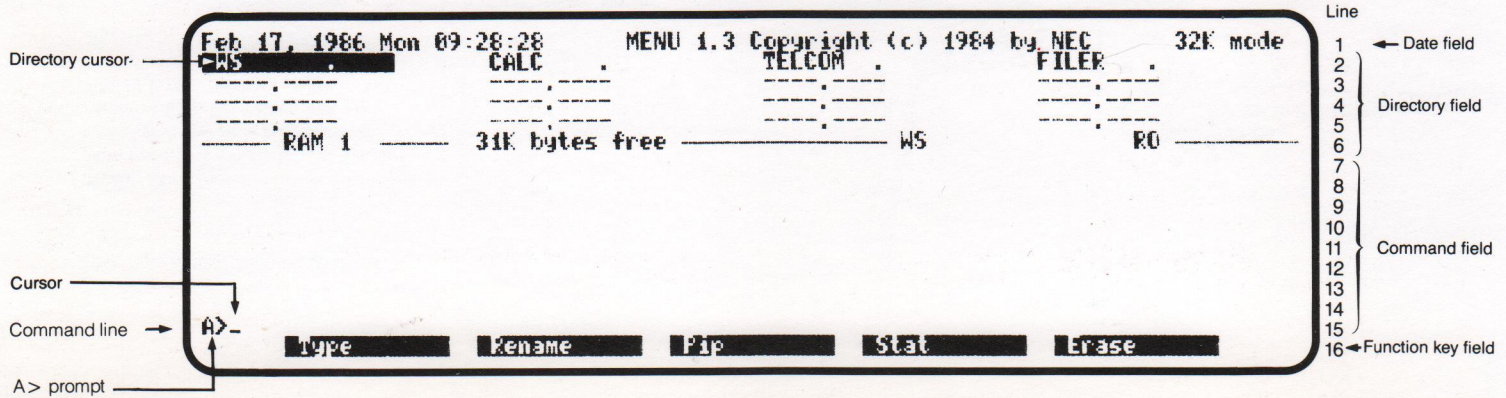 Line
Feb 17, 1986 Mon 09:28:28 MENU 1.3 Copyright (c) 1984 by NEC 32K mode 1 Date field
Directory cursor WS . CALC . TELCOM . FILER . 2
----.---- ----.---- ----.---- ----.---- 3
----.---- ----.---- ----.---- ----.---- 4 Directory field
----.---- ----.---- ----.---- ----.---- 5
RAM 1 31K bytes free WS RO 6
7
8
9
10
11 Command field
12
13
Cursor
14
Command line A>_ 15
Type Rename Pip Stat Erase 16 Function key field
A> prompt